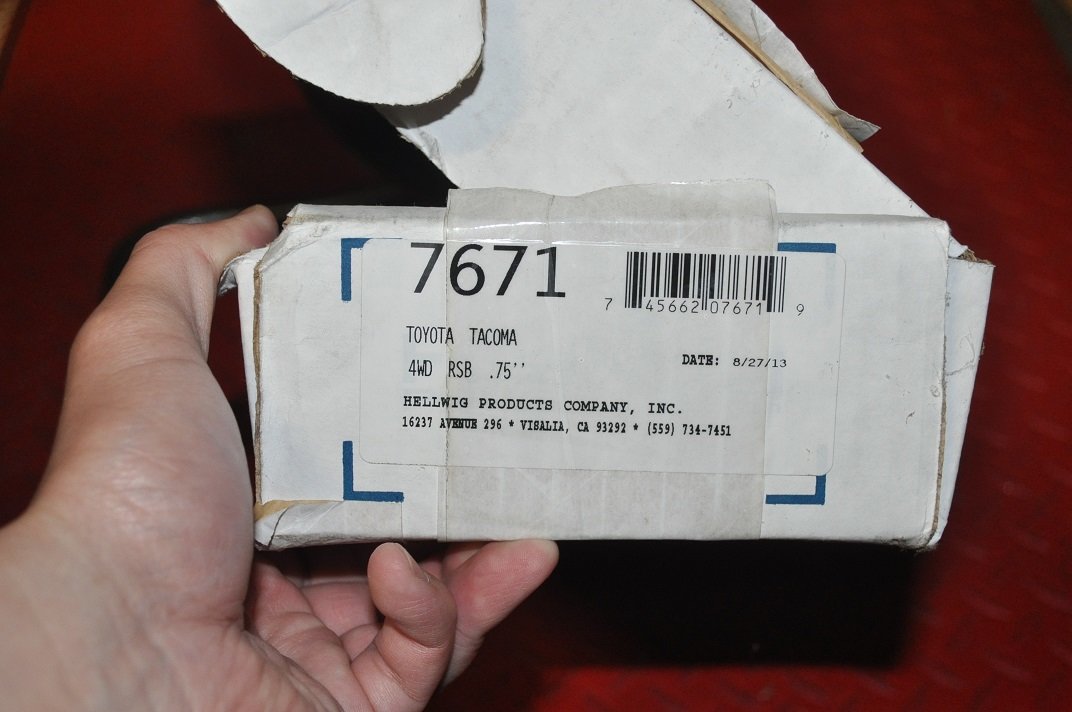 7671
7 45662 07671 9
TOYOTA TACOMA
4WD RSB .75''
DATE: 8/27/13
HELLWIG PRODUCTS COMPANY, INC.
16237 AVENUE 296 * VISALIA, CA 93292 * (559) 734-7451